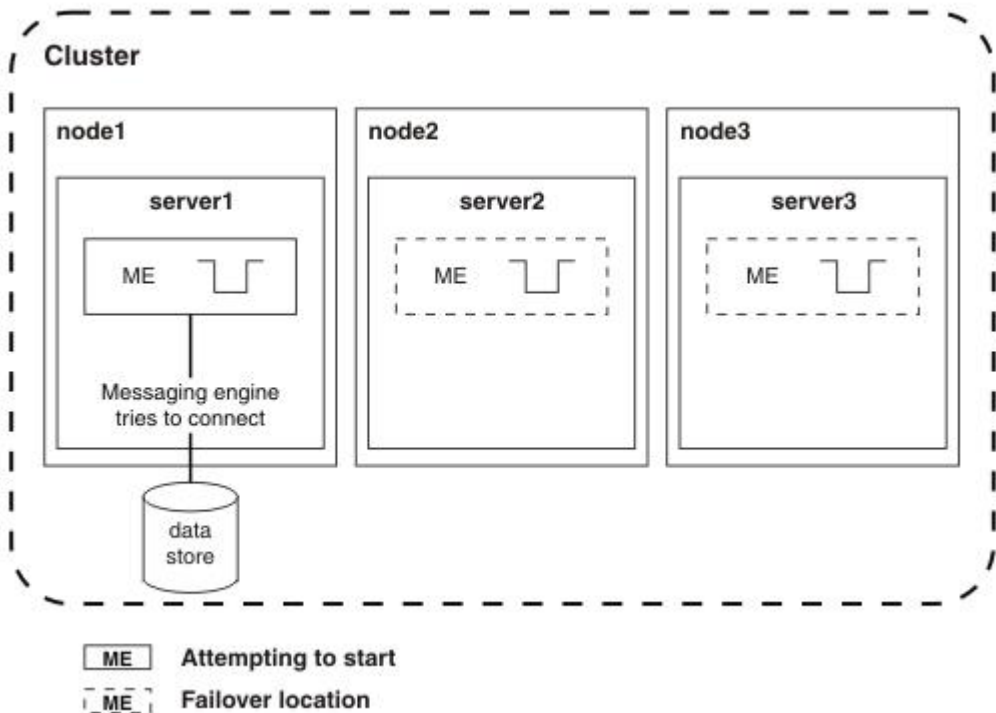 Cluster
node1
node2
node3
server1
server2
server3
ME
ME
ME
Messaging engine
tries to connect
data
store
ME Attempting to start
ME Failover location